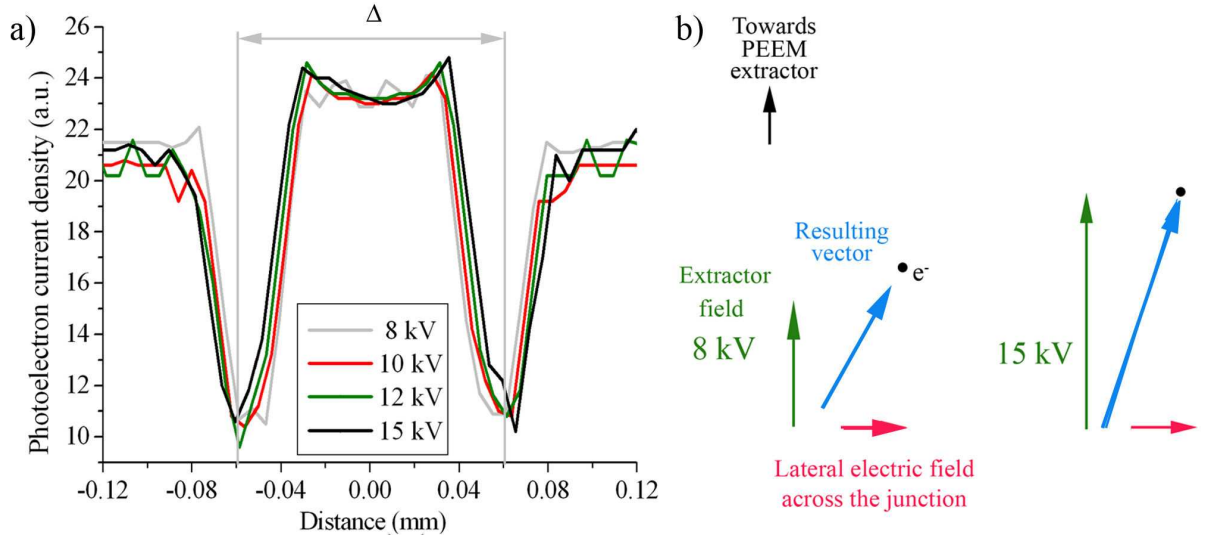 a)
Photoelectron current density (a.u.)
26
24
22
20
18
16
14
12
10
Δ
8 kV
10 kV
12 kV
15 kV
-0.12
-0.08
-0.04
0.00
0.04
0.08
0.12
Distance (mm)
b)
Towards
PEEM
extractor
Resulting
vector
e-
Extractor
field
8 kV
15 kV
Lateral electric field
across the junction